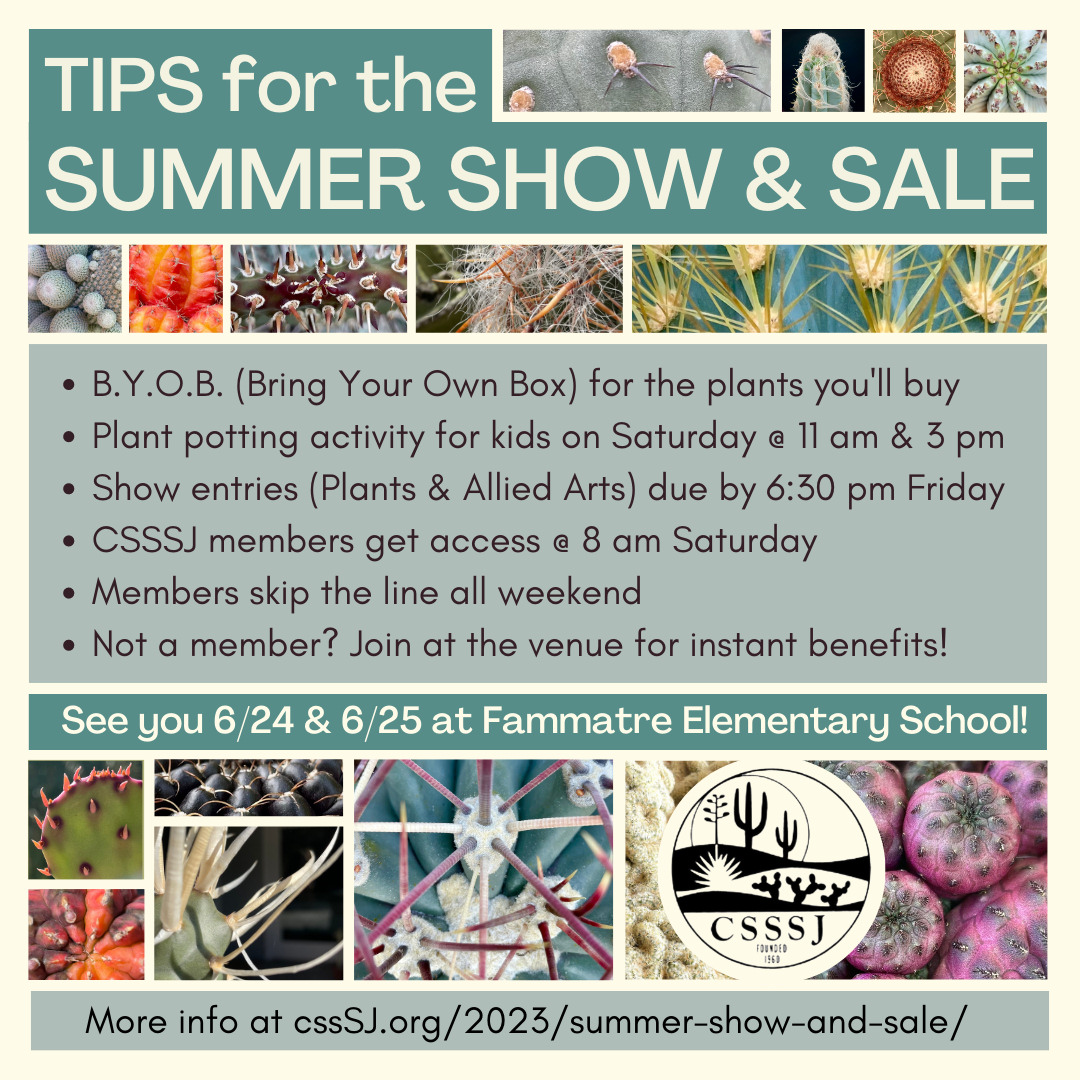 TIPS for the
SUMMER SHOW & SALE
• B.Y.O.B. (Bring Your Own Box) for the plants you'll buy
• Plant potting activity for kids on Saturday @ 11 am & 3 pm
• Show entries (Plants & Allied Arts) due by 6:30 pm Friday
• CSSSJ members get access @ 8 am Saturday
• Members skip the line all weekend
• Not a member? Join at the venue for instant benefits!
See you 6/24 & 6/25 at Fammatre Elementary School!
CSSSJ
FOUNDED
1960
More info at cssSJ.org/2023/summer-show-and-sale/